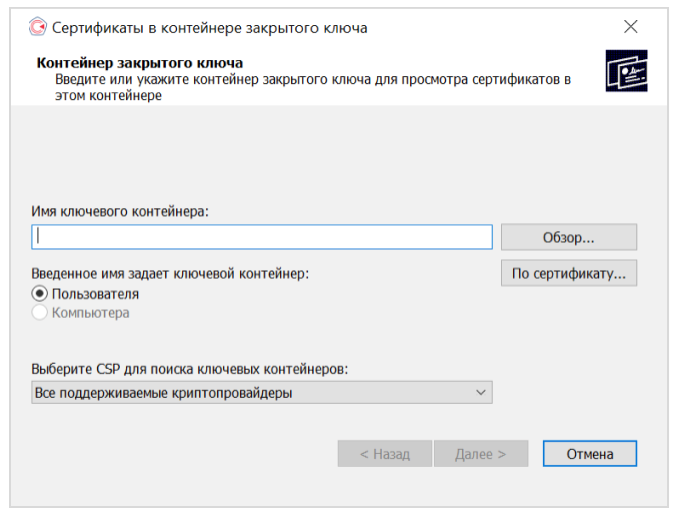 Сертификаты в контейнере закрытого ключа
Контейнер закрытого ключа
Введите или укажите контейнер закрытого ключа для просмотра сертификатов в
этом контейнере
Имя ключевого контейнера:
Обзор...
Введенное имя задает ключевой контейнер:
По сертификату...
Пользователя
Компьютера
Выберите CSP для поиска ключевых контейнеров:
Все поддерживаемые криптопровайдеры
< Назад
Далее >
Отмена